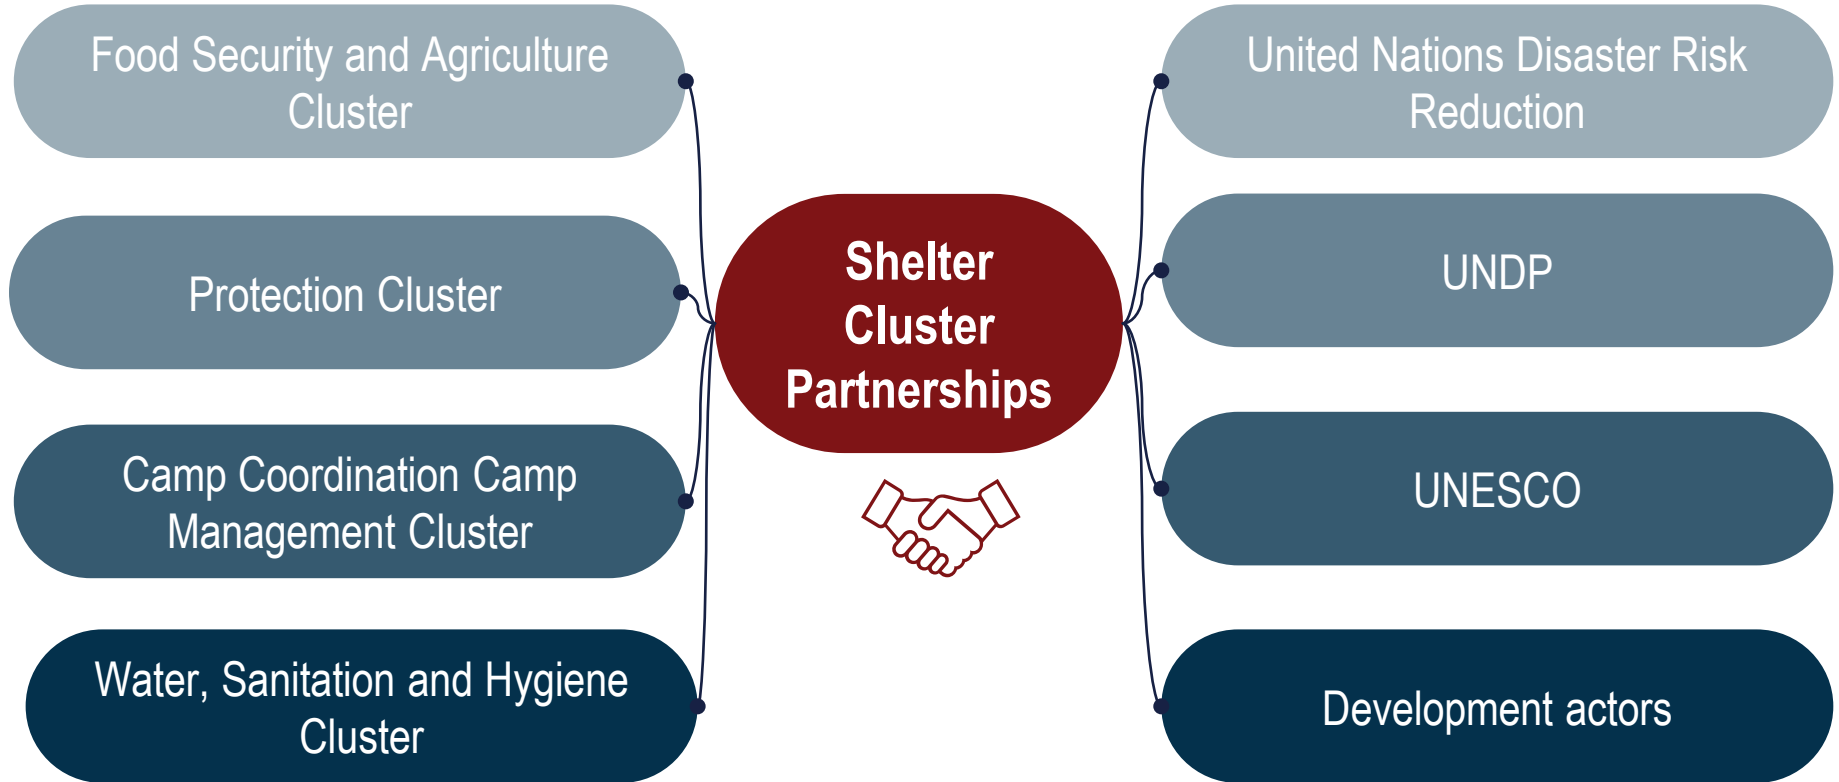 Food Security and Agriculture
Cluster
Protection Cluster
Camp Coordination Camp
Management Cluster
Water, Sanitation and Hygiene
Cluster
Shelter
Cluster
Partnerships
United Nations Disaster Risk
Reduction
UNDP
UNESCO
Development actors